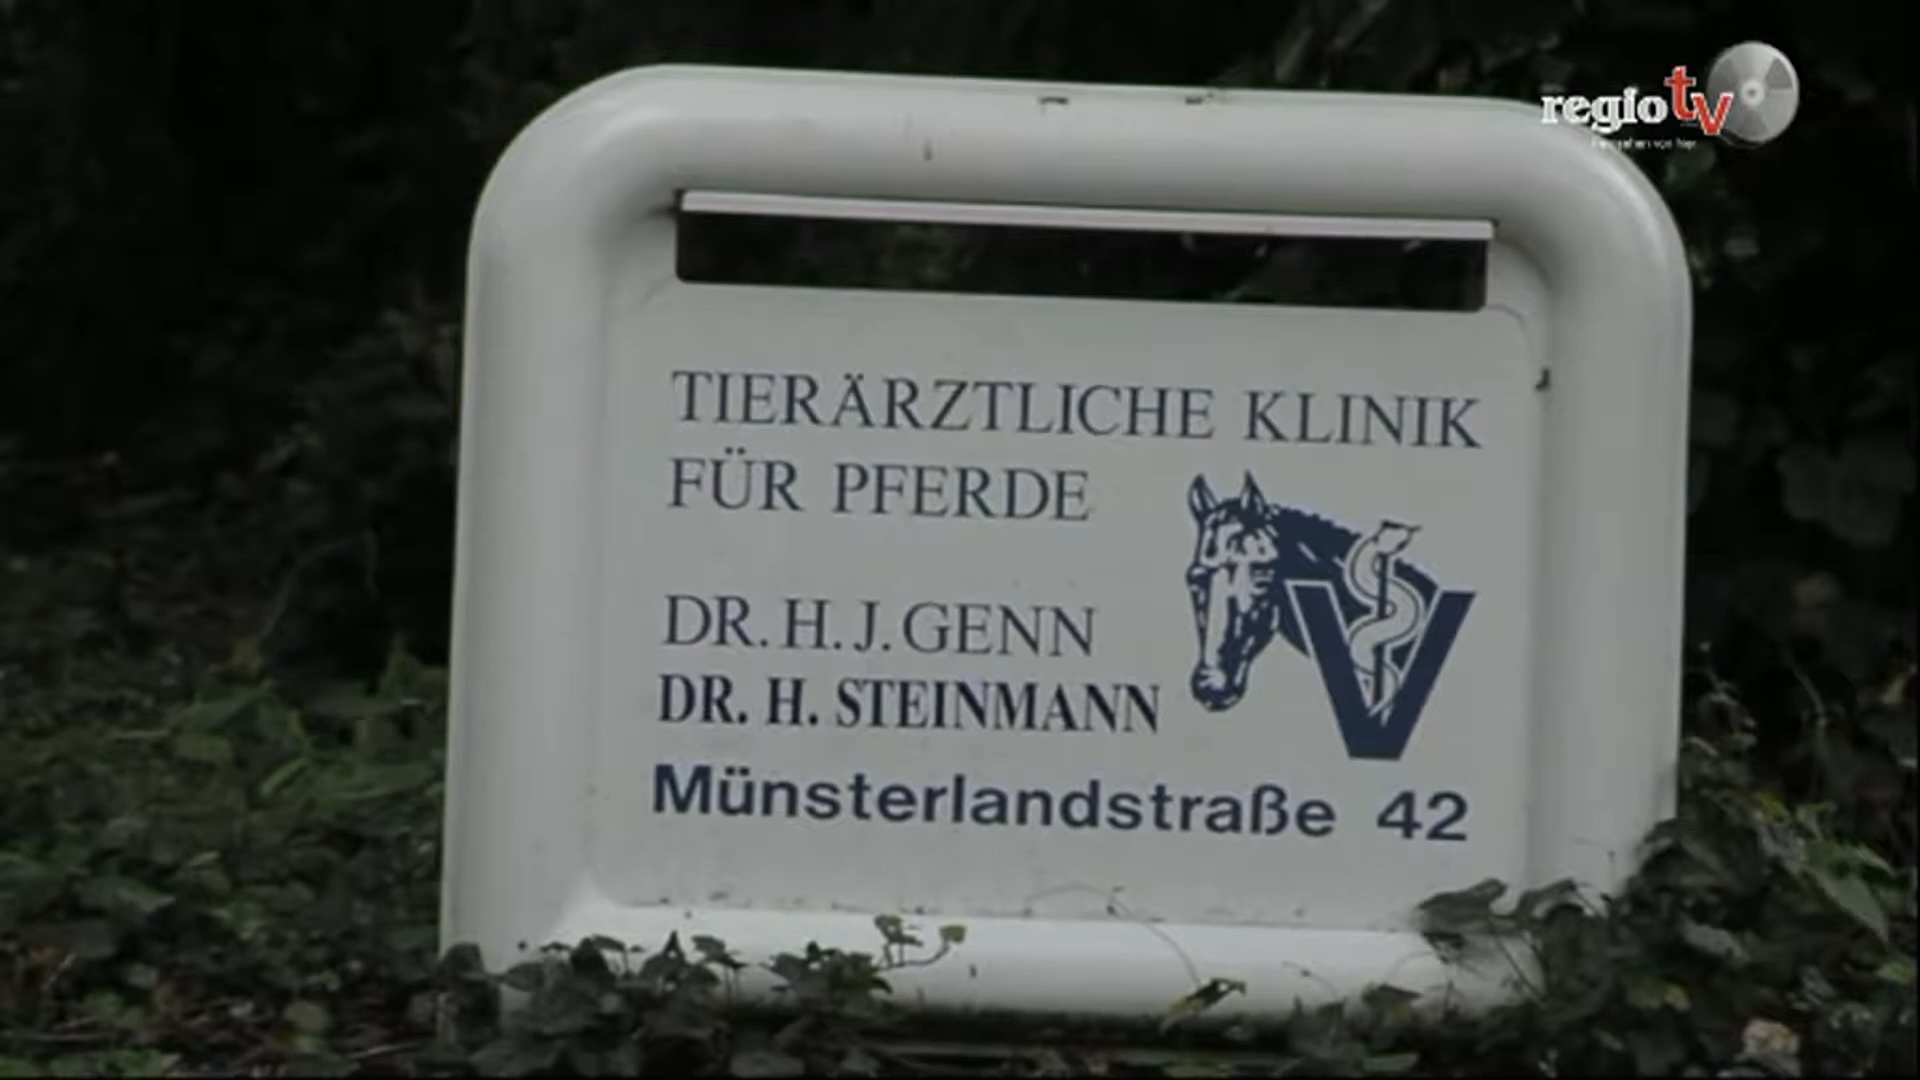 regio tv
TIERÄRZTLICHE KLINIK
FÜR PFERDE
DR. H. J. GENN
DR. H. STEINMANN
V
Münsterlandstraße 42